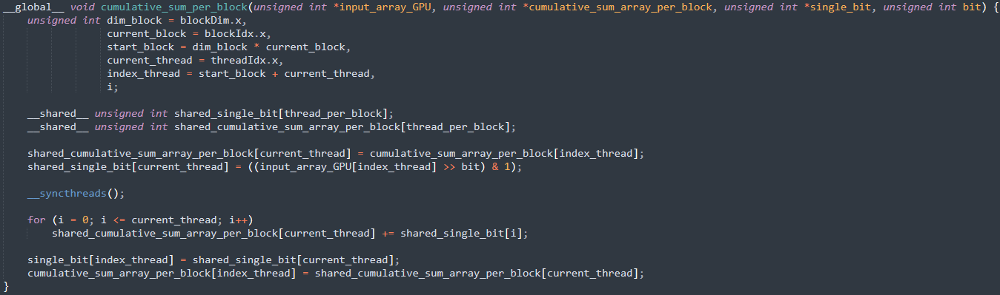 __global__ void cumulative_sum_per_block(unsigned int *input_array_GPU, unsigned int *cumulative_sum_array_per_block, unsigned int *single_bit, unsigned int bit) {
unsigned int dim_block = blockDim.x,
current_block = blockIdx.x,
start_block = dim_block * current_block,
current_thread = threadIdx.x,
index_thread = start_block + current_thread,
i;
__shared__ unsigned int shared_single_bit[thread_per_block];
__shared__ unsigned int shared_cumulative_sum_array_per_block[thread_per_block];
shared_cumulative_sum_array_per_block[current_thread] = cumulative_sum_array_per_block[index_thread];
shared_single_bit[current_thread] = ((input_array_GPU[index_thread] >> bit) & 1);
__syncthreads();
for (i = 0; i <= current_thread; i++)
shared_cumulative_sum_array_per_block[current_thread] += shared_single_bit[i];
single_bit[index_thread] = shared_single_bit[current_thread];
cumulative_sum_array_per_block[index_thread] = shared_cumulative_sum_array_per_block[current_thread];
}